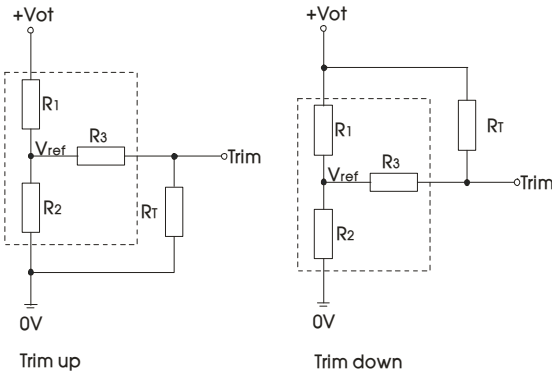 +Vot
R1
Vref
R3
Trim
R2
RT
0V
Trim up
+Vot
R1
RT
Vref
R3
Trim
R2
0V
Trim down